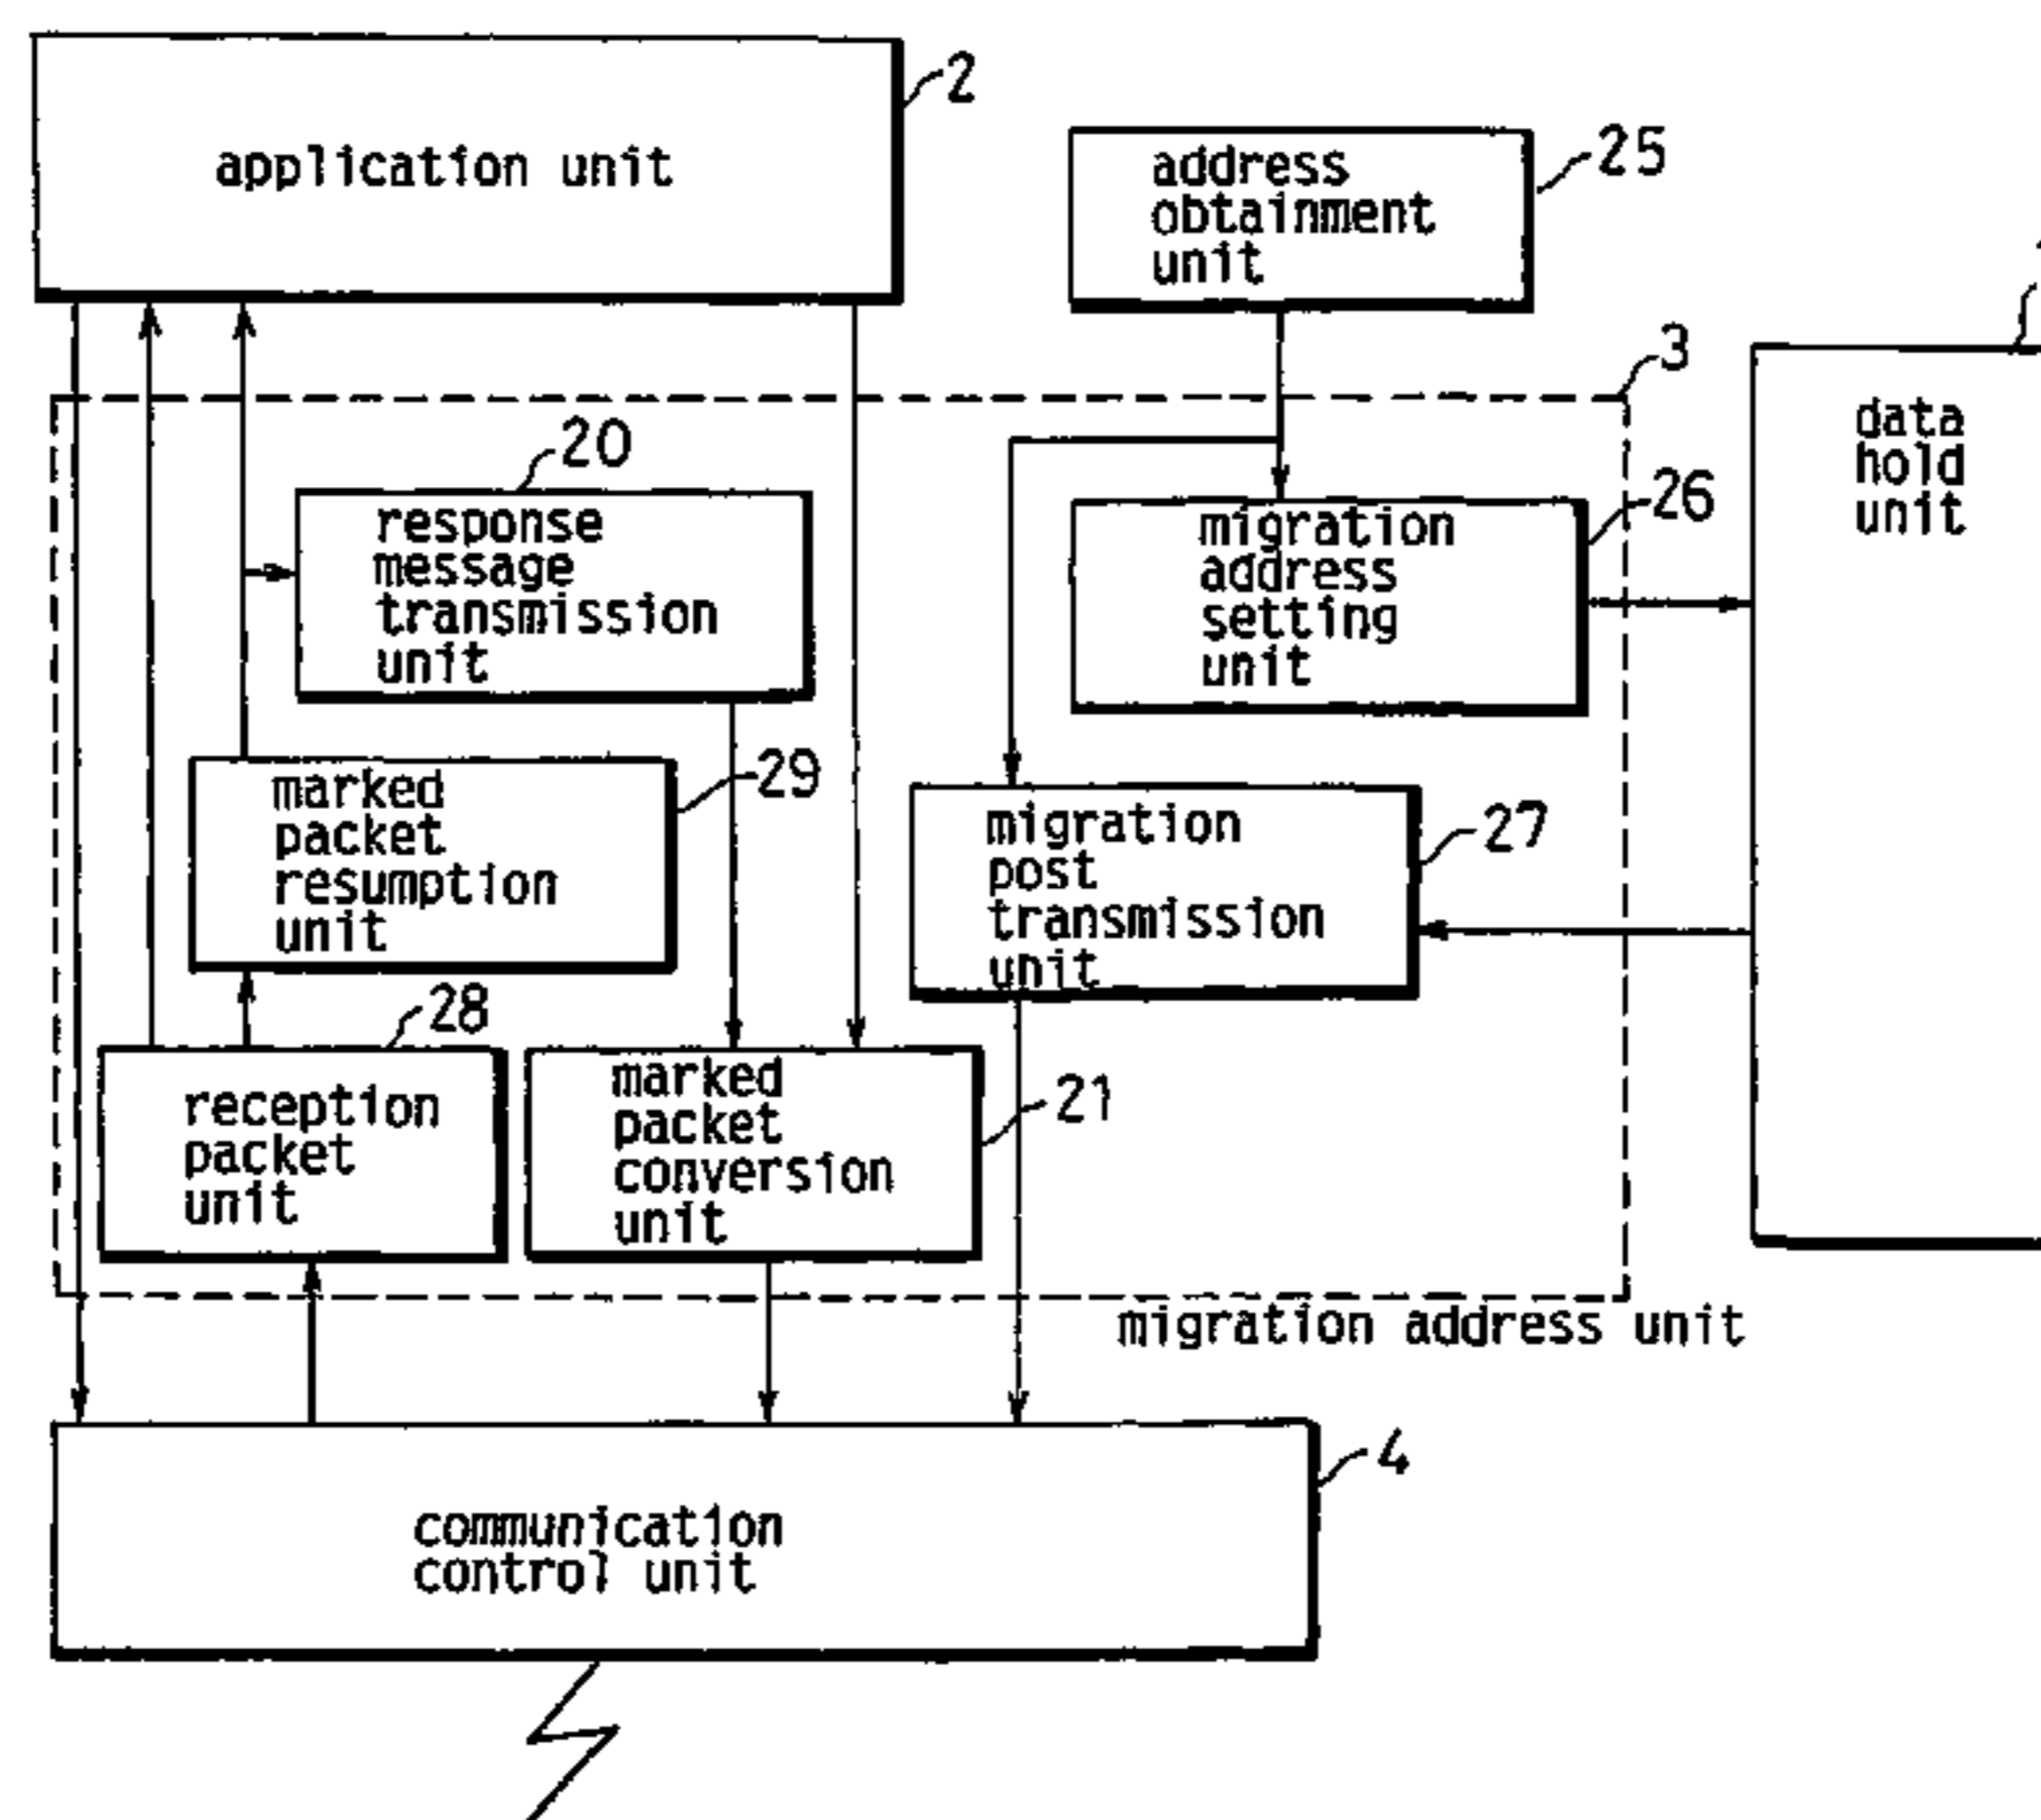 2
application unit
25
address
obtainment
unit
3
data
hold
unit
20
response
message
transmission
unit
26
migration
address
setting
unit
29
marked
packet
resumption
unit
27
migration
post
transmission
unit
28
reception
packet
unit
21
marked
packet
conversion
unit
migration address unit
4
communication
control unit